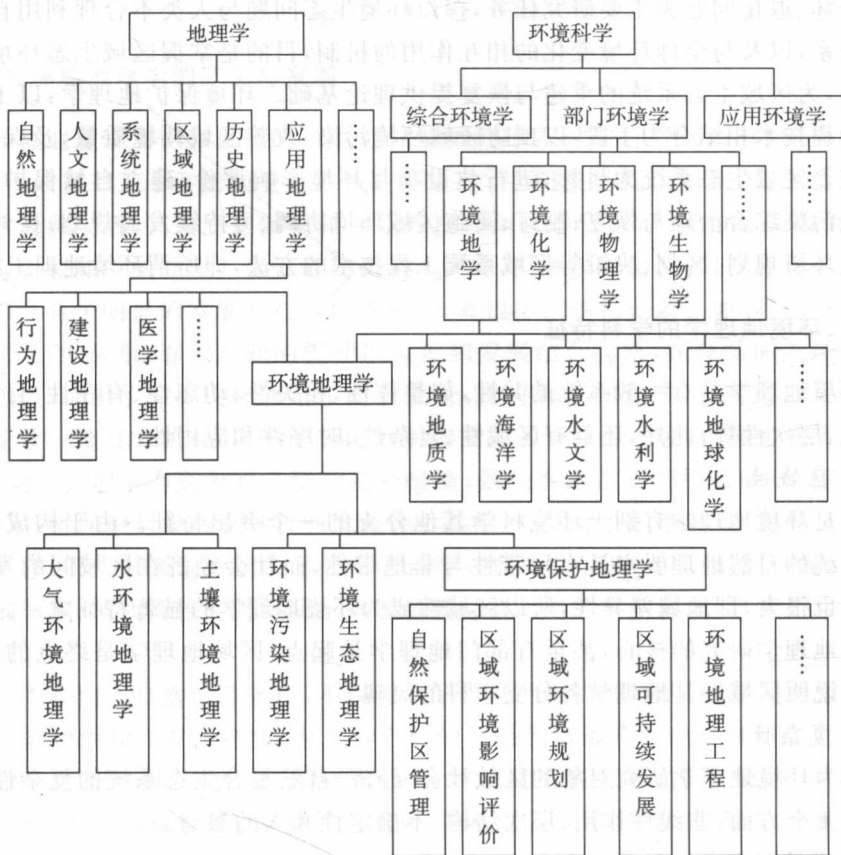 地理学
环境科学
综合环境学
部门环境学
应用环境学
自然地理学
人文地理学
系统地理学
区域地理学
历史地理学
应用地理学
……
……
环境地学
环境化学
环境物理学
环境生物学
……
……
行为地理学
建设地理学
医学地理学
……
环境地理学
环境地质学
环境海洋学
环境水文学
环境水利学
环境地球化学
……
大气环境地理学
水环境地理学
土壤环境地理学
环境污染地理学
环境生态地理学
环境保护地理学
自然保护区管理
区域环境影响评价
区域环境规划
区域可持续发展
环境地理工程
……